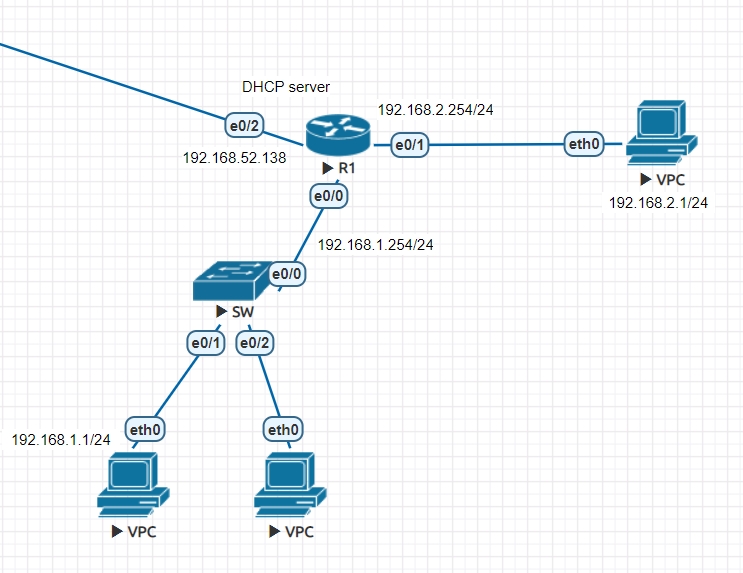 DHCP server
192.168.2.254/24
e0/2
192.168.52.138
R1
e0/1
eth0
VPC
192.168.2.1/24
e0/0
192.168.1.254/24
e0/0
SW
e0/1
e0/2
192.168.1.1/24
eth0
eth0
VPC
VPC